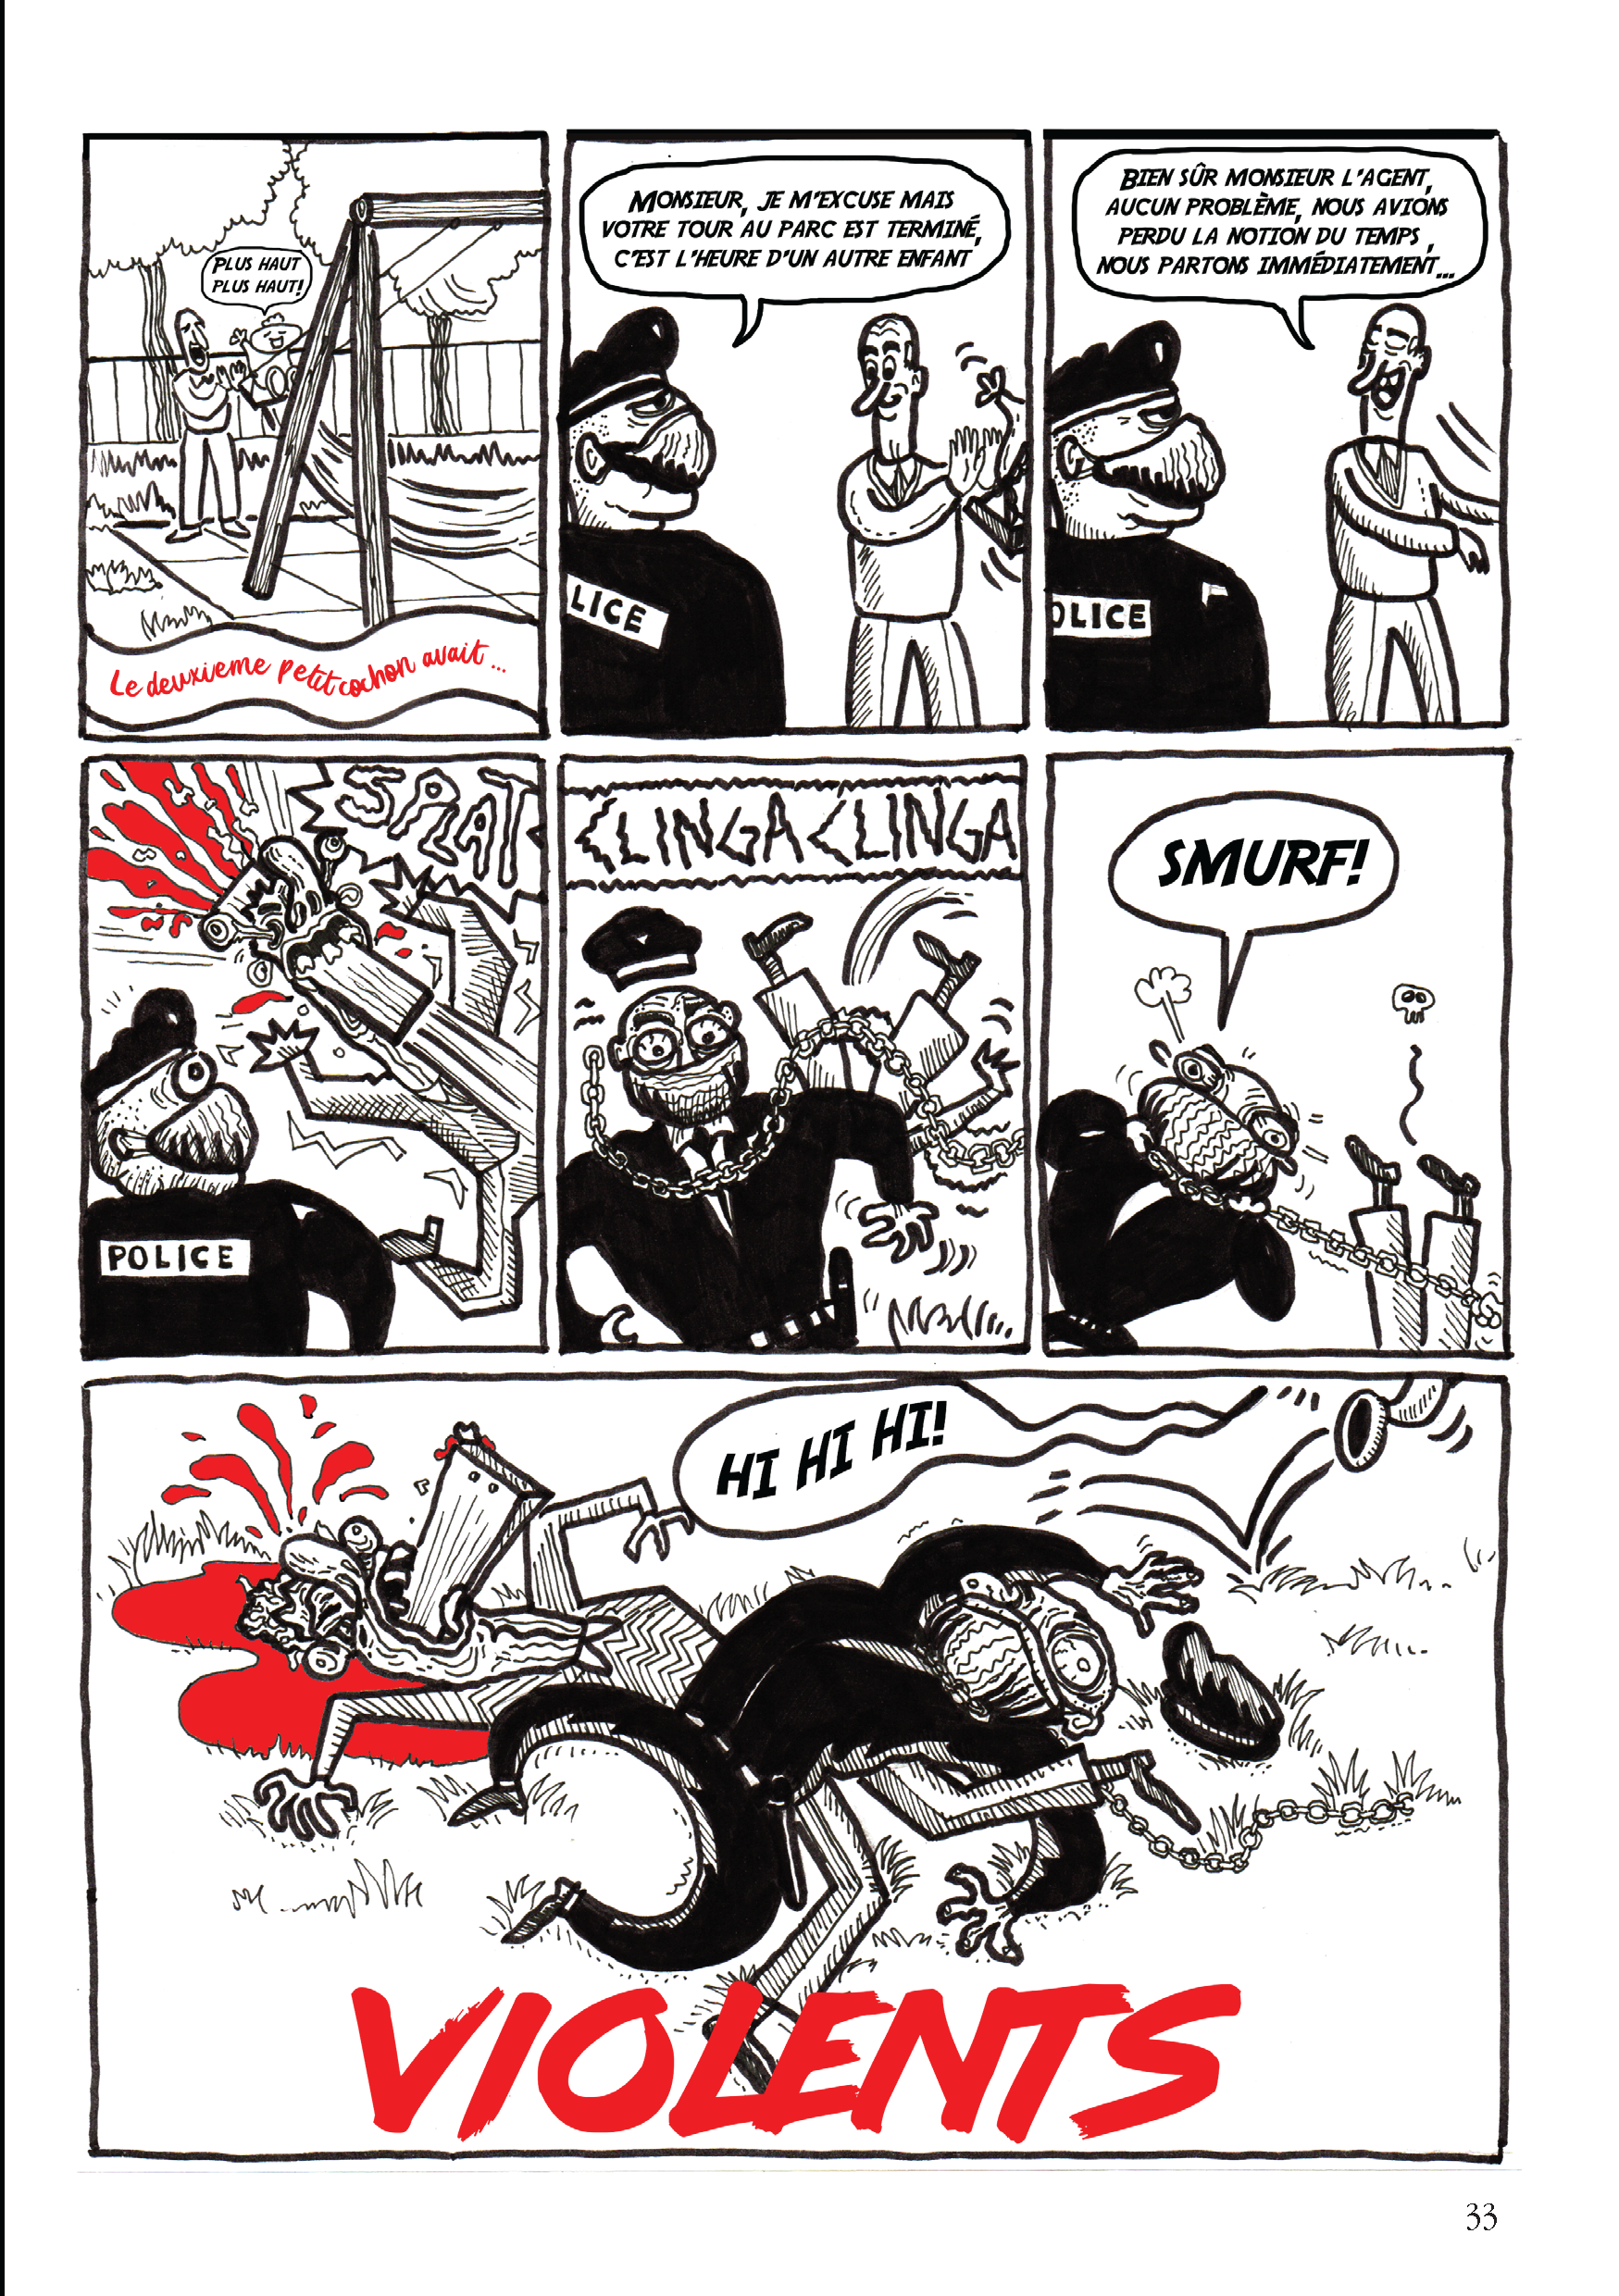 PLUS HAUT
PLUS HAUT!
Le deuxieme petit cochon avait...
MONSIEUR, JE M'EXCUSE MAIS
VOTRE TOUR AU PARC EST TERMINÉ,
C'EST L'HEURE D'UN AUTRE ENFANT
LICE
BIEN SÛR MONSIEUR L'AGENT,
AUCUN PROBLÈME, NOUS AVIONS
PERDU LA NOTION DU TEMPS,
NOUS PARTONS IMMÉDIATEMENT...
OLICE
SPLAT
POLICE
CLINGA CLINGA
SMURF!
HI HI HI!
VIOLENTS
33